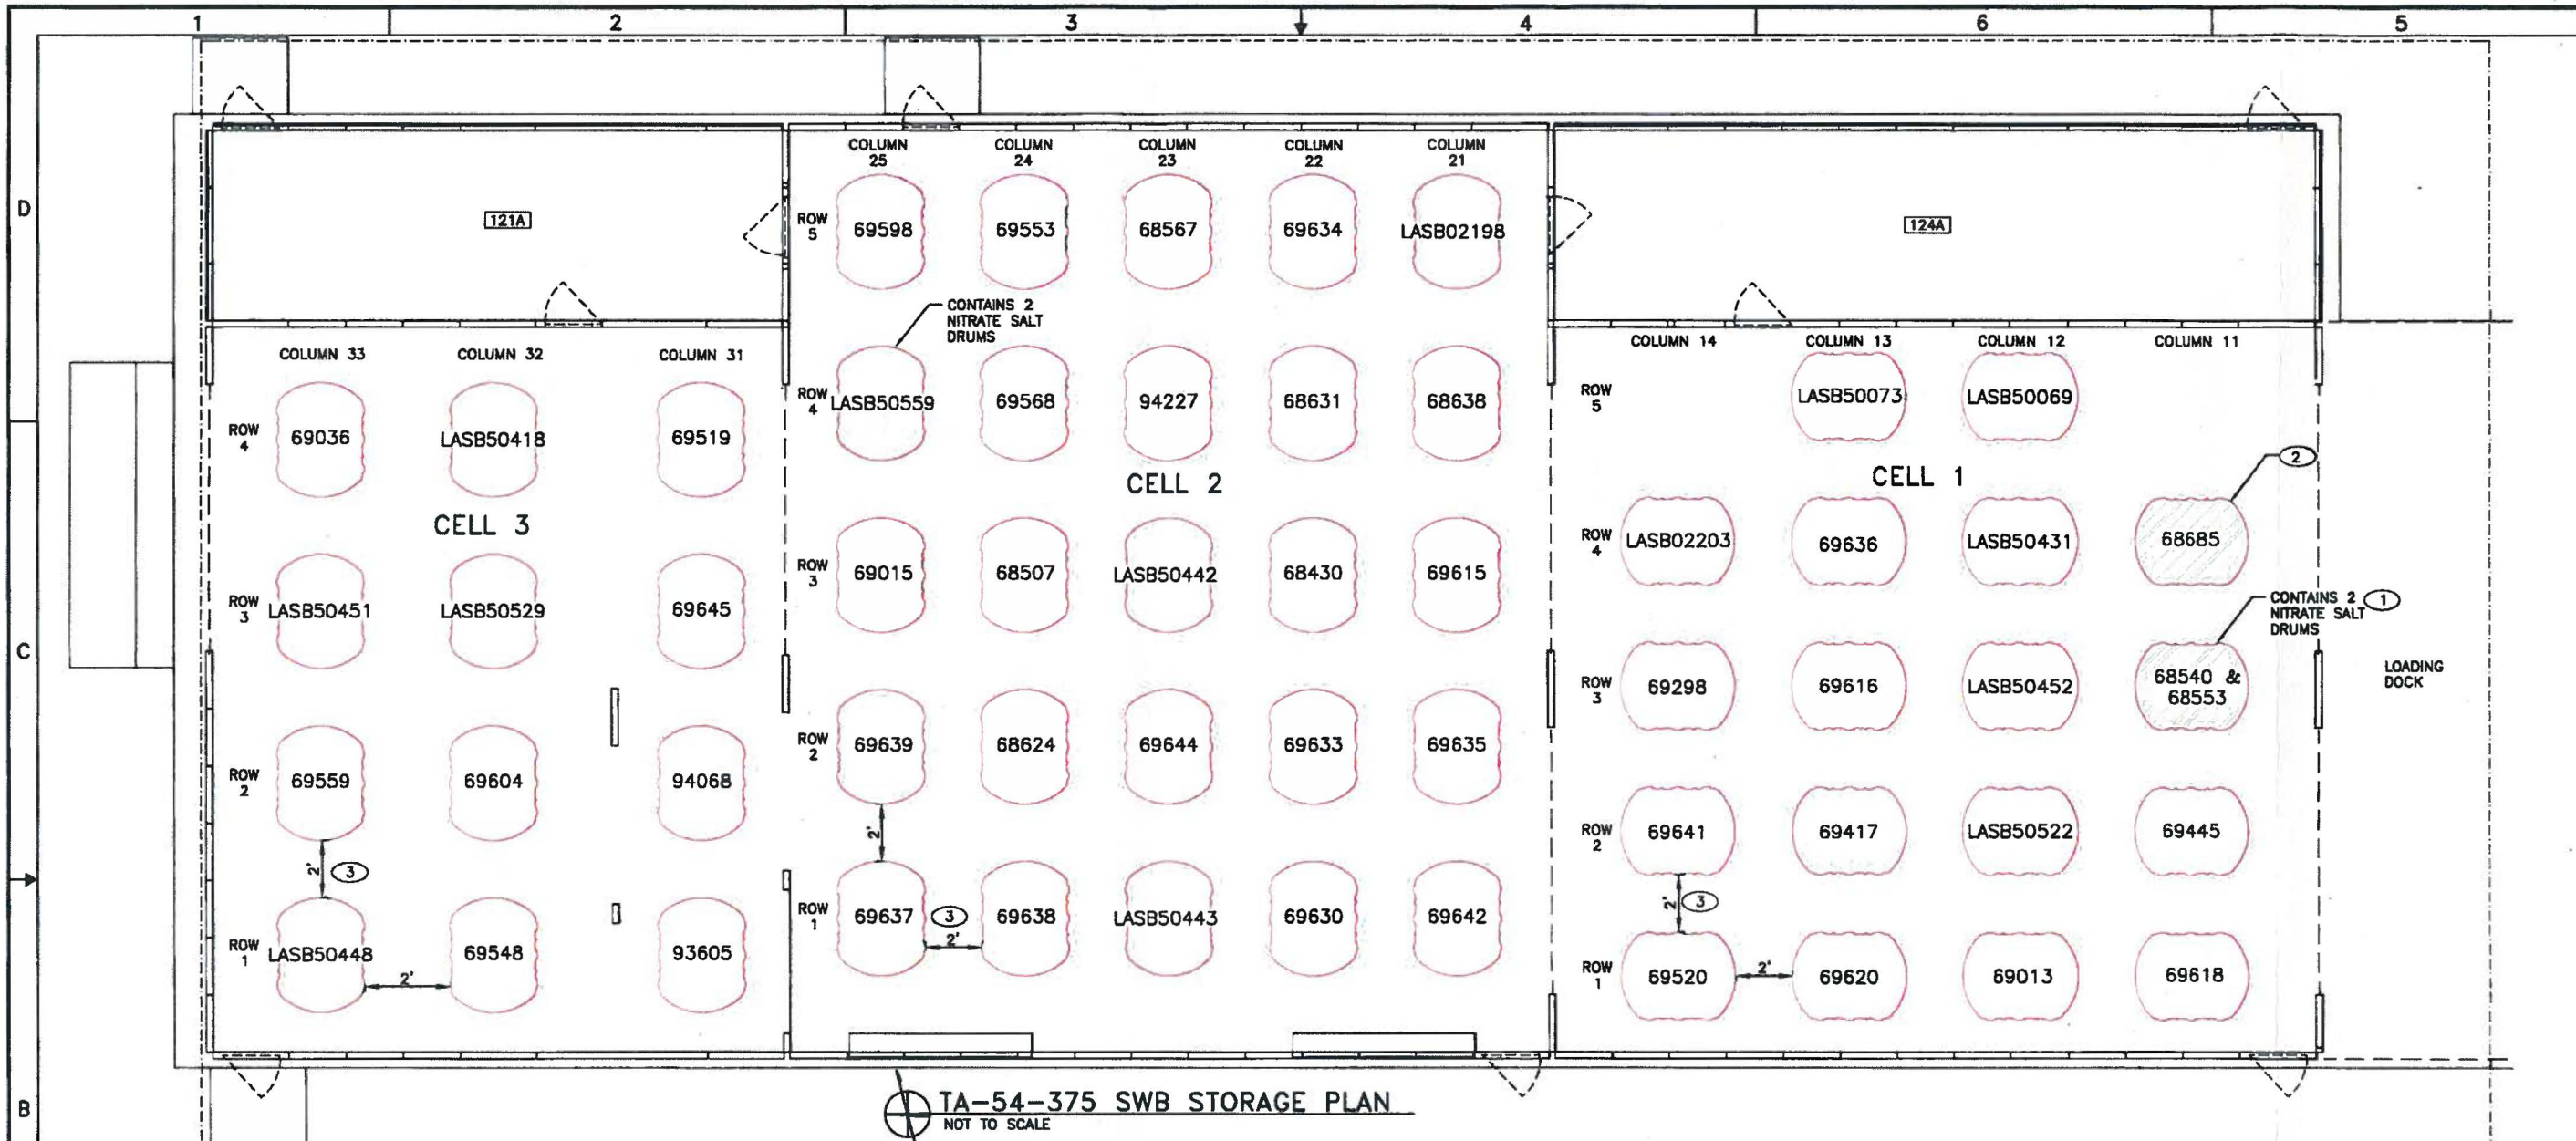 1 2 3 4 6 5
D
C
B
121A
124A
COLUMN 25
COLUMN 24
COLUMN 23
COLUMN 22
COLUMN 21
ROW 5
69598 69553 68567 69634 LASB02198
CONTAINS 2
NITRATE SALT
DRUMS
ROW 4
LASB50559 69568 94227 68631 68638
CELL 2
ROW 3
69015 68507 LASB50442 68430 69615
ROW 2
69639 68624 69644 69633 69635
2'
ROW 1
69637 3 69638 LASB50443 69630 69642
2'
COLUMN 33 COLUMN 32 COLUMN 31
ROW 4
69036 LASB50418 69519
CELL 3
ROW 3
LASB50451 LASB50529 69645
ROW 2
69559 69604 94068
2' 3
ROW 1
LASB50448 69548 93605
2'
COLUMN 14 COLUMN 13 COLUMN 12 COLUMN 11
ROW 5
LASB50073 LASB50069
CELL 1
2
ROW 4
LASB02203 69636 LASB50431 68685
CONTAINS 2 1
NITRATE SALT
DRUMS
ROW 3
69298 69616 LASB50452 68540 &
68553
LOADING
DOCK
ROW 2
69641 69417 LASB50522 69445
2' 3
ROW 1
69520 2' 69620 69013 69618
TA-54-375 SWB STORAGE PLAN
NOT TO SCALE